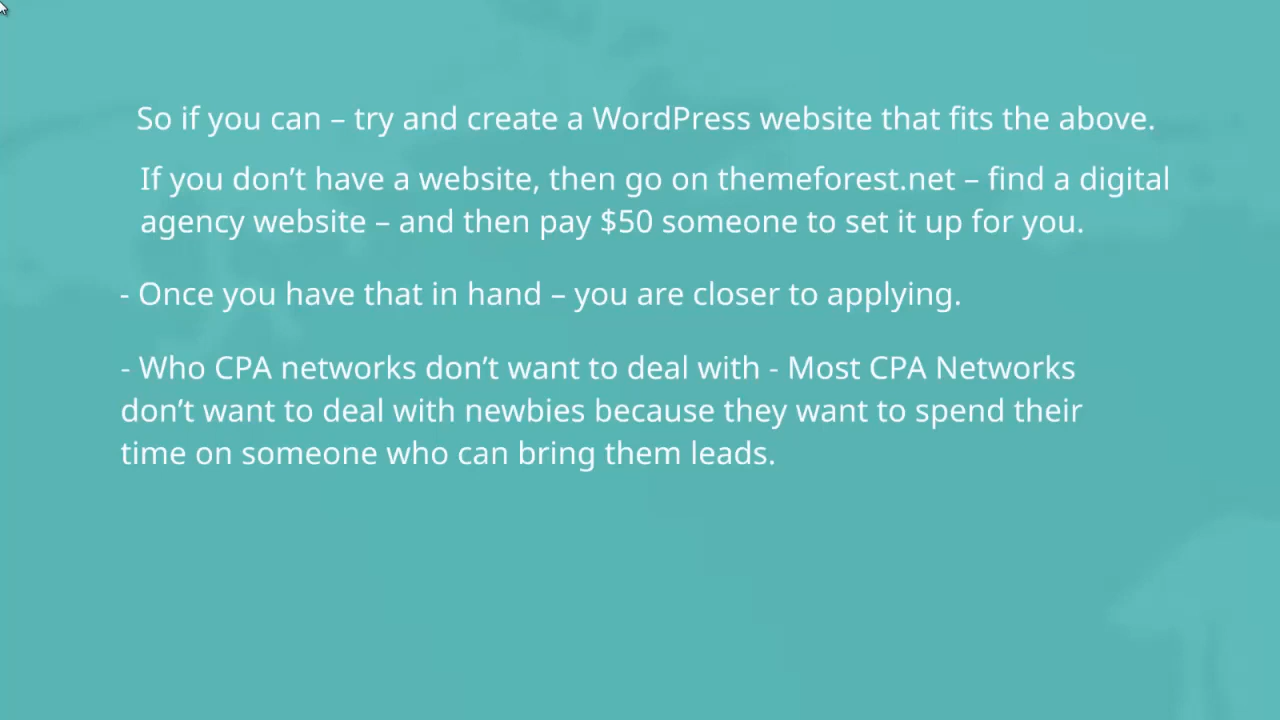 So if you can – try and create a WordPress website that fits the above.
If you don’t have a website, then go on themeforest.net – find a digital
agency website – and then pay $50 someone to set it up for you.
- Once you have that in hand – you are closer to applying.
- Who CPA networks don’t want to deal with - Most CPA Networks
don’t want to deal with newbies because they want to spend their
time on someone who can bring them leads.